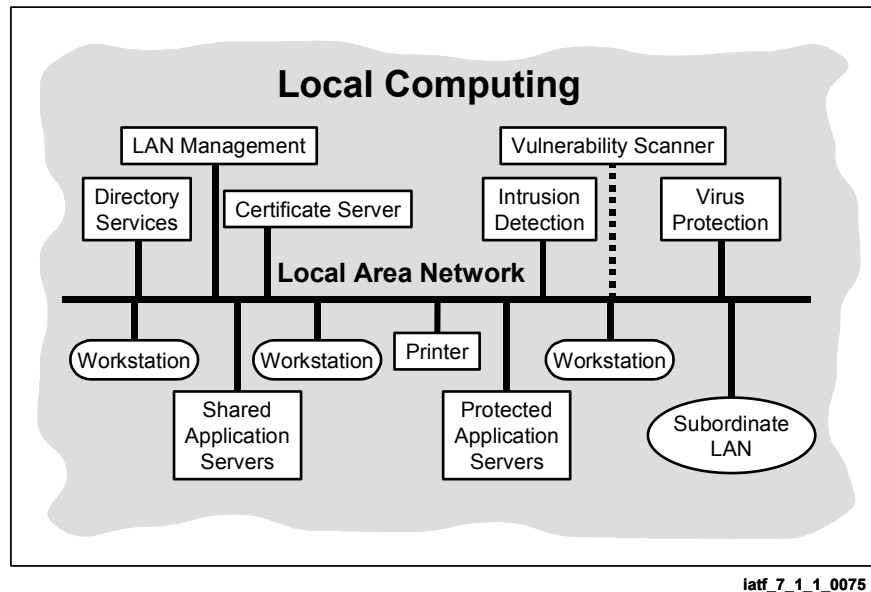 Local Computing
LAN Management
Vulnerability Scanner
Directory
Services
Certificate Server
Intrusion
Detection
Virus
Protection
Local Area Network
Workstation
Workstation
Printer
Workstation
Shared
Application
Servers
Protected
Application
Servers
Subordinate
LAN
iatf_7_1_1_0075